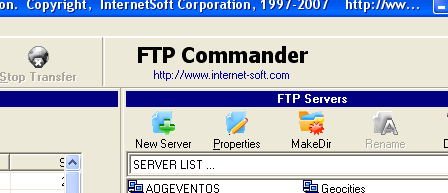 on. Copyright, InternetSoft Corporation, 1997-2007 http://ww...
Stop Transfer
FTP Commander
http://www.internet-soft.com
FTP Servers
New Server Properties MakeDir Rename
SERVER LIST ...
AOGEVENTOS Geocities